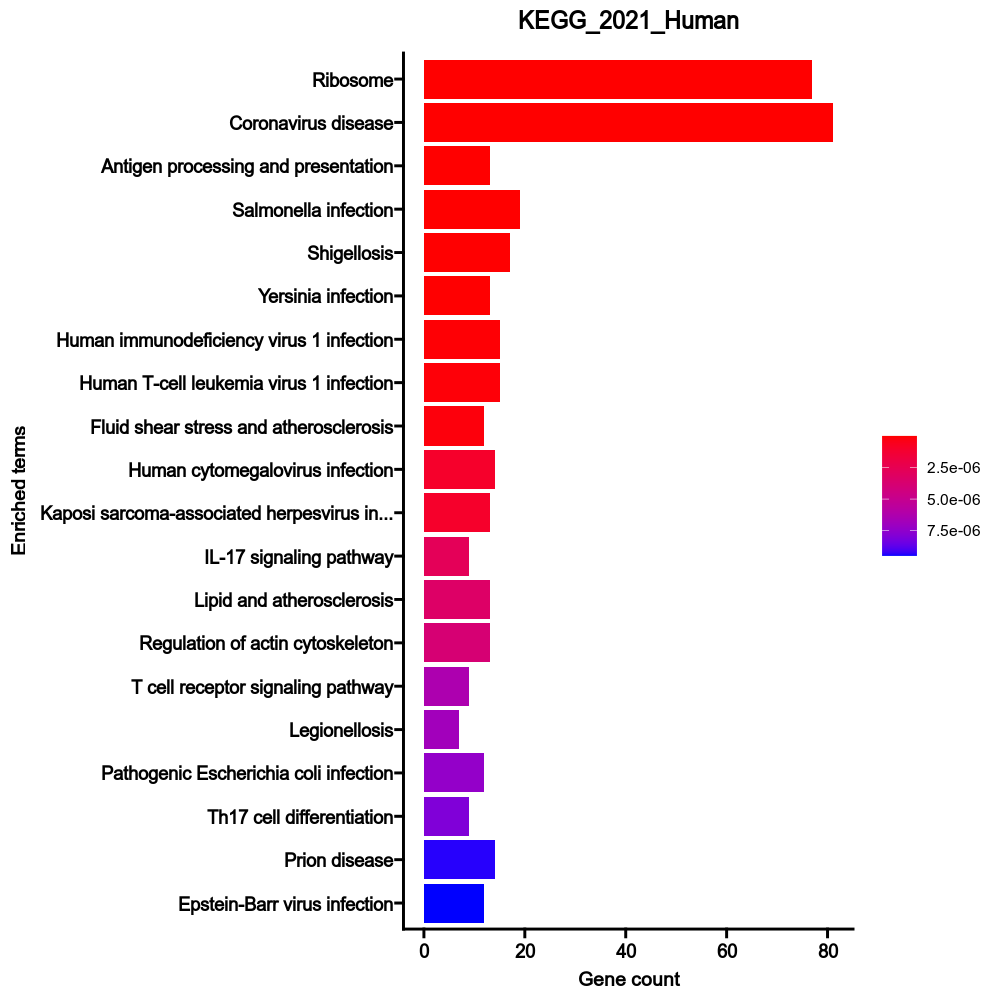 KEGG_2021_Human
Ribosome
Coronavirus disease
Antigen processing and presentation
Salmonella infection
Shigellosis
Yersinia infection
Human immunodeficiency virus 1 infection
Human T-cell leukemia virus 1 infection
Fluid shear stress and atherosclerosis
Human cytomegalovirus infection
Kaposi sarcoma-associated herpesvirus in...
IL-17 signaling pathway
Lipid and atherosclerosis
Regulation of actin cytoskeleton
T cell receptor signaling pathway
Legionellosis
Pathogenic Escherichia coli infection
Th17 cell differentiation
Prion disease
Epstein-Barr virus infection
Enriched terms
0 20 40 60 80
Gene count
2.5e-06
5.0e-06
7.5e-06